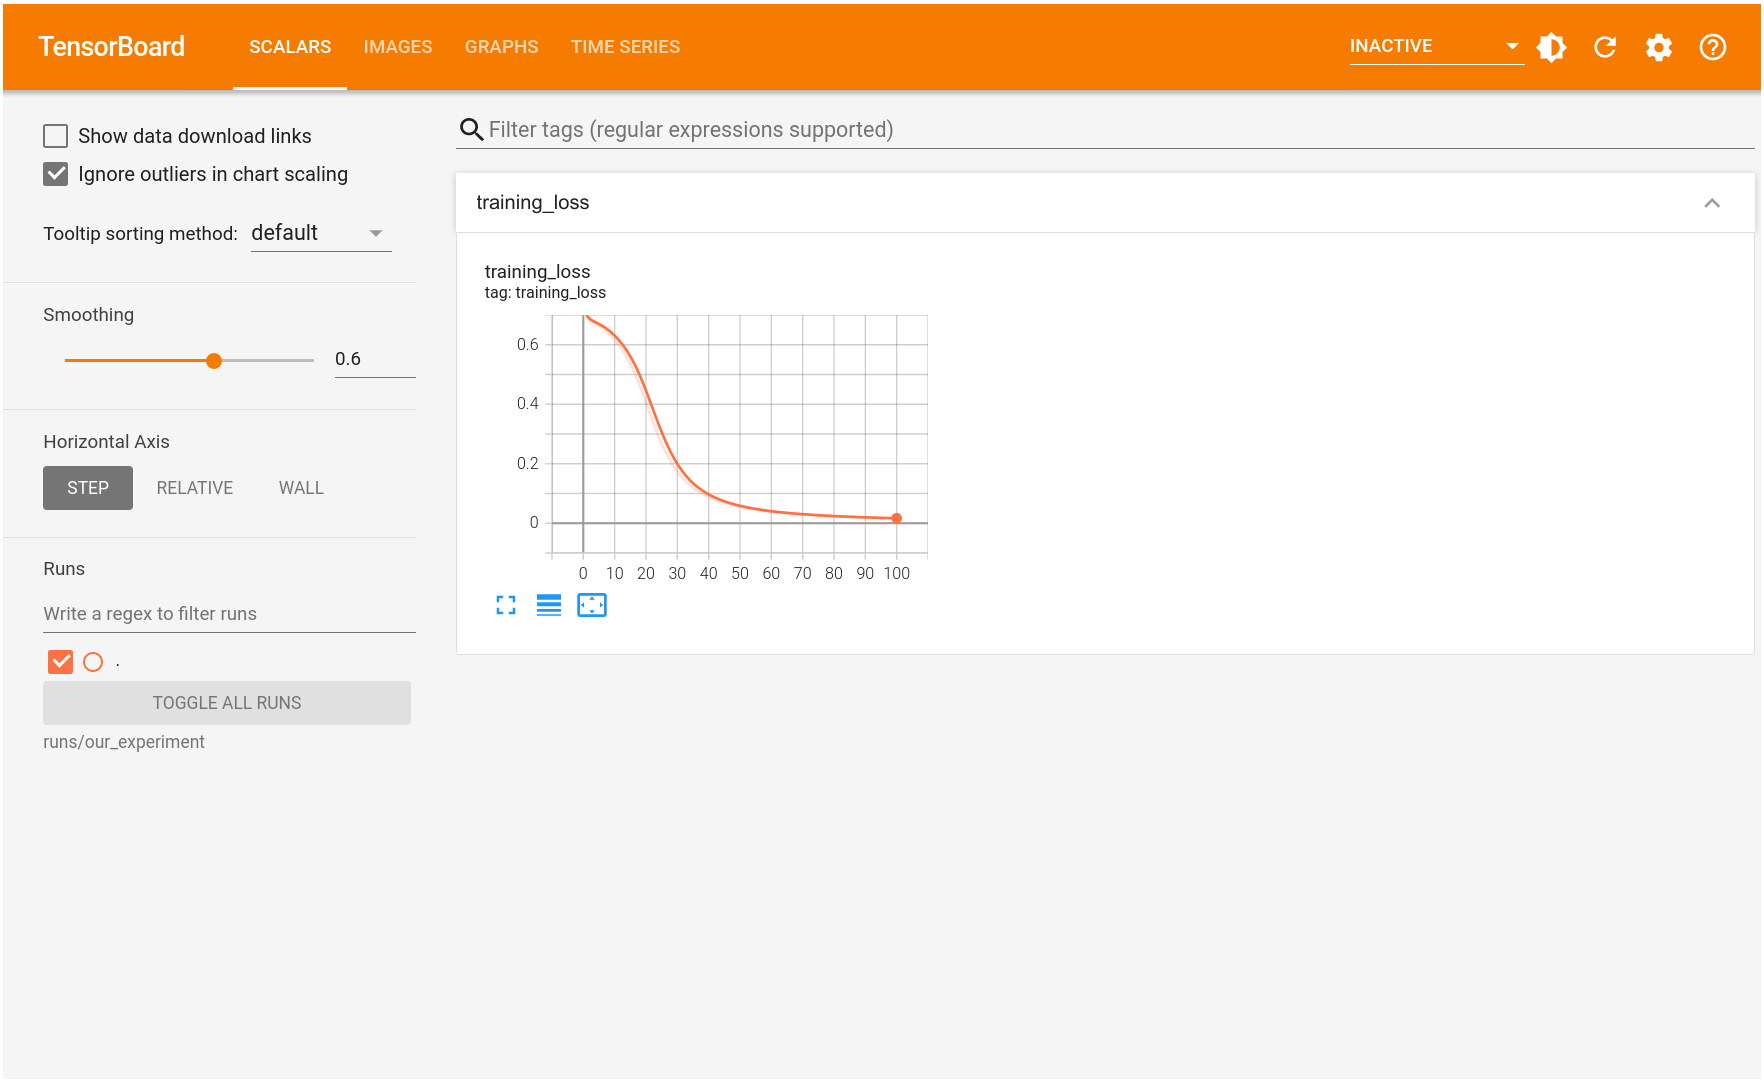 TensorBoard
SCALARS
IMAGES
GRAPHS
TIME SERIES
INACTIVE
Show data download links
Ignore outliers in chart scaling
Tooltip sorting method: default
Smoothing
0.6
Horizontal Axis
STEP
RELATIVE
WALL
Runs
Write a regex to filter runs
.
TOGGLE ALL RUNS
runs/our_experiment
Filter tags (regular expressions supported)
training_loss
training_loss
tag: training_loss
0.6
0.4
0.2
0
0 10 20 30 40 50 60 70 80 90 100